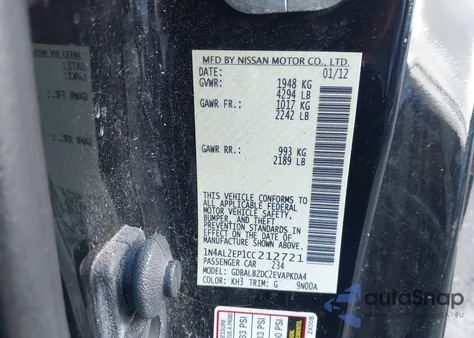 MFD BY NISSAN MOTOR CO., LTD.
DATE: 01/12
GVWR: 1948 KG
4294 LB
GAWR FR.: 1017 KG
2242 LB
GAWR RR.: 993 KG
2189 LB
THIS VEHICLE CONFORMS TO
ALL APPLICABLE FEDERAL
MOTOR VEHICLE SAFETY,
BUMPER, AND THEFT
STANDARDS IN EFFECT ON
THE DATE OF
MANUFACTURE SHOWN ABOVE.
1N4AL2EP1CC212721
PASSENGER CAR 234
MODEL: GDBALBZDC2EVAPKDA4
COLOR: KH3 TRIM: G 9N00A
autoSnap